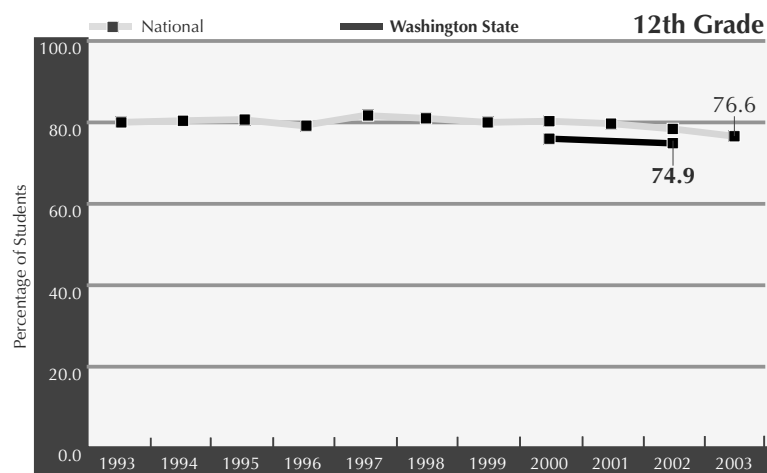 National
Washington State
12th Grade
100.0
80.0
60.0
40.0
20.0
0.0
Percentage of Students
76.6
74.9
1993 1994 1995 1996 1997 1998 1999 2000 2001 2002 2003